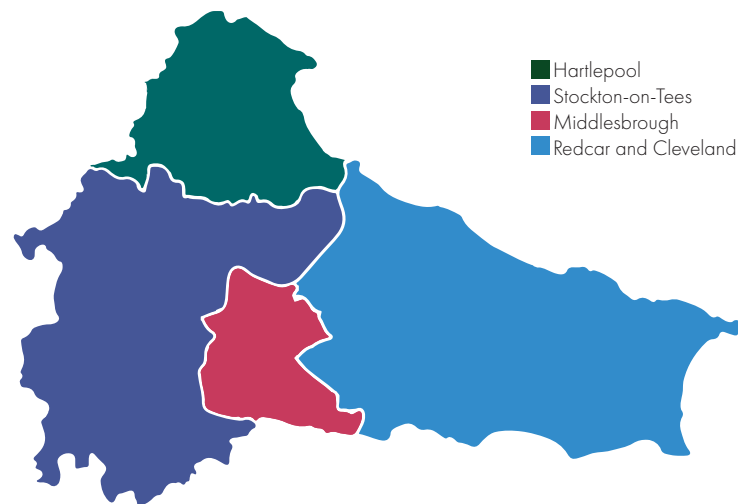 Hartlepool
Stockton-on-Tees
Middlesbrough
Redcar and Cleveland